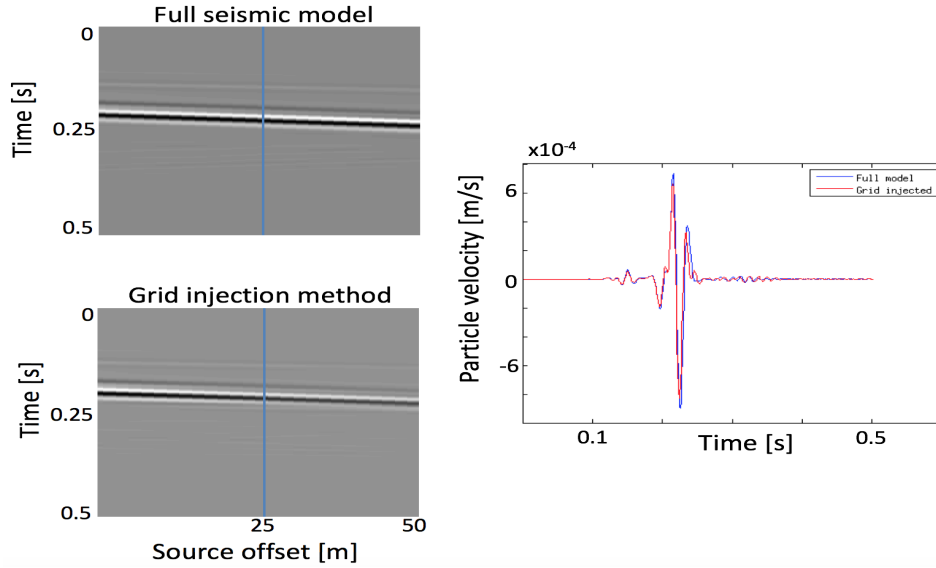 Full seismic model
0
Time [s]
0.25
0.5
Grid injection method
0
Time [s]
0.25
0.5
25
50
Source offset [m]
x10-4
6
Particle velocity [m/s]
0
-6
Full model
Grid injected
0.1
Time [s]
0.5